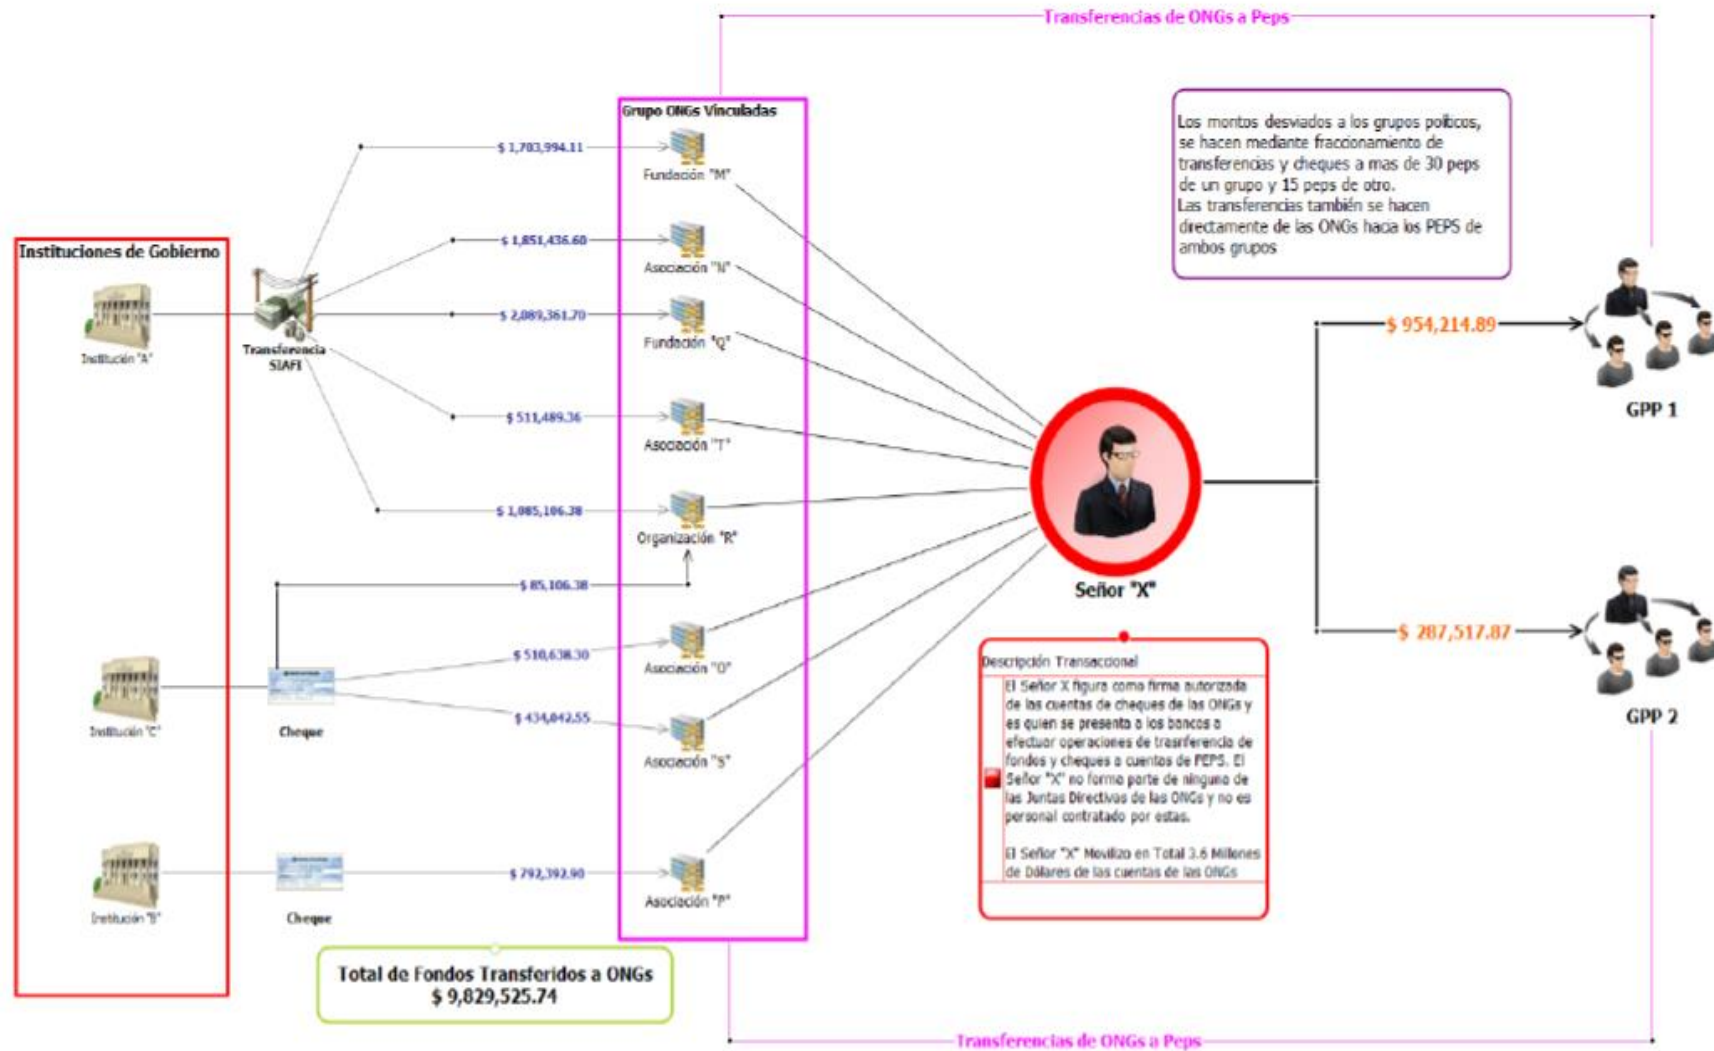 Transferencias de ONGs a Peps
Grupo ONGs Vinculadas
$ 1,703,994.11
Fundación "M"
Los montos desviados a los grupos políticos,
se hacen mediante fraccionamiento de
transferencias y cheques a mas de 30 peps
de un grupo y 15 peps de otro.
Las transferencias también se hacen
directamente de las ONGs hacia los PEPS de
ambos grupos
Instituciones de Gobierno
$ 1,851,436.60
Asociación "N"
Institución "A"
Transferencia
SIAFI
$ 2,089,361.70
Fundación "Q"
$ 954,214.89
GPP 1
$ 511,489.36
Asociación "T"
$ 1,085,106.38
Organización "R"
$ 85,106.38
Señor "X"
$ 510,638.30
Asociación "O"
$ 287,517.87
GPP 2
Institución "C"
Cheque
$ 434,042.55
Asociación "S"
Descripción Transaccional
El Señor X figura como firma autorizada
de las cuentas de cheques de las ONGs y
es quien se presenta a los bancos a
efectuar operaciones de trasnferencia de
fondos y cheques a cuentas de PEPS. El
Señor "X" no forma parte de ninguna de
las Juntas Directivas de las ONGs y no es
personal contratado por estas.
El Señor "X" Movilizo en Total 3.6 Millones
de Dólares de las cuentas de las ONGs
Institución "B"
Cheque
$ 792,392.90
Asociación "P"
Total de Fondos Transferidos a ONGs
$ 9,829,525.74
Transferencias de ONGs a Peps